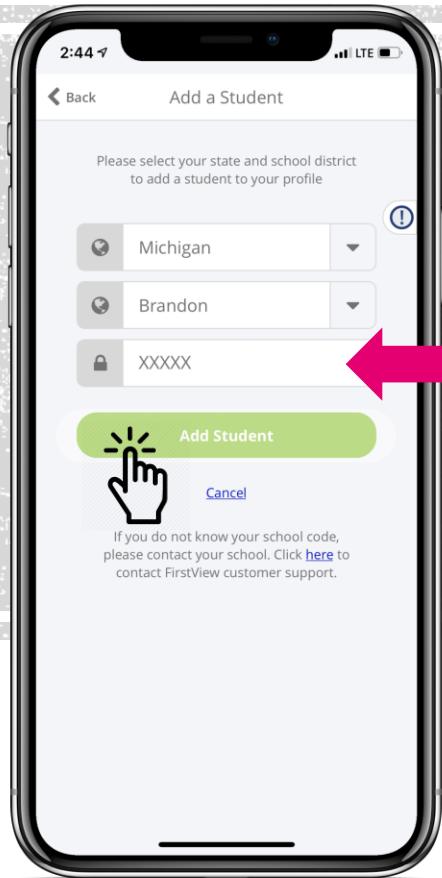 2:44 LTE
Back Add a Student
Please select your state and school district
to add a student to your profile
Michigan
Brandon
XXXXX
Add Student
Cancel
If you do not know your school code,
please contact your school. Click here to
contact FirstView customer support.